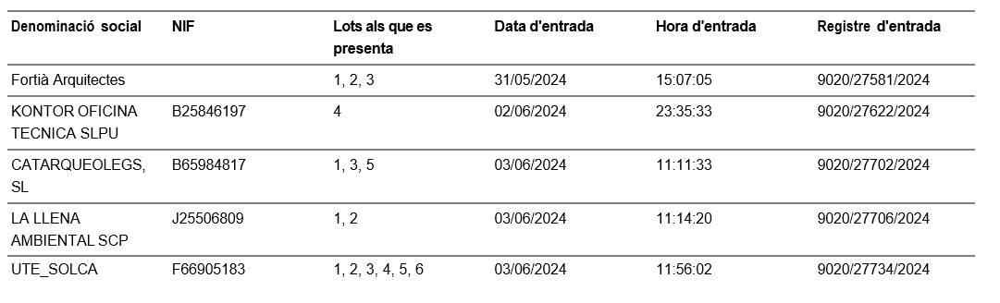 Denominació social NIF Lots als que es Data d'entrada Hora d'entrada Registre d'entrada
presenta
Fortià Arquitectes 1, 2, 3 31/05/2024 15:07:05 9020/27581/2024
KONTOR OFICINA B25846197 4 02/06/2024 23:35:33 9020/27622/2024
TECNICA SLPU
CATARQUEOLEGS, B65984817 1, 3, 5 03/06/2024 11:11:33 9020/27702/2024
SL
LA LLENA J25506809 1, 2 03/06/2024 11:14:20 9020/27706/2024
AMBIENTAL SCP
UTE_SOLCA F66905183 1, 2, 3, 4, 5, 6 03/06/2024 11:56:02 9020/27734/2024